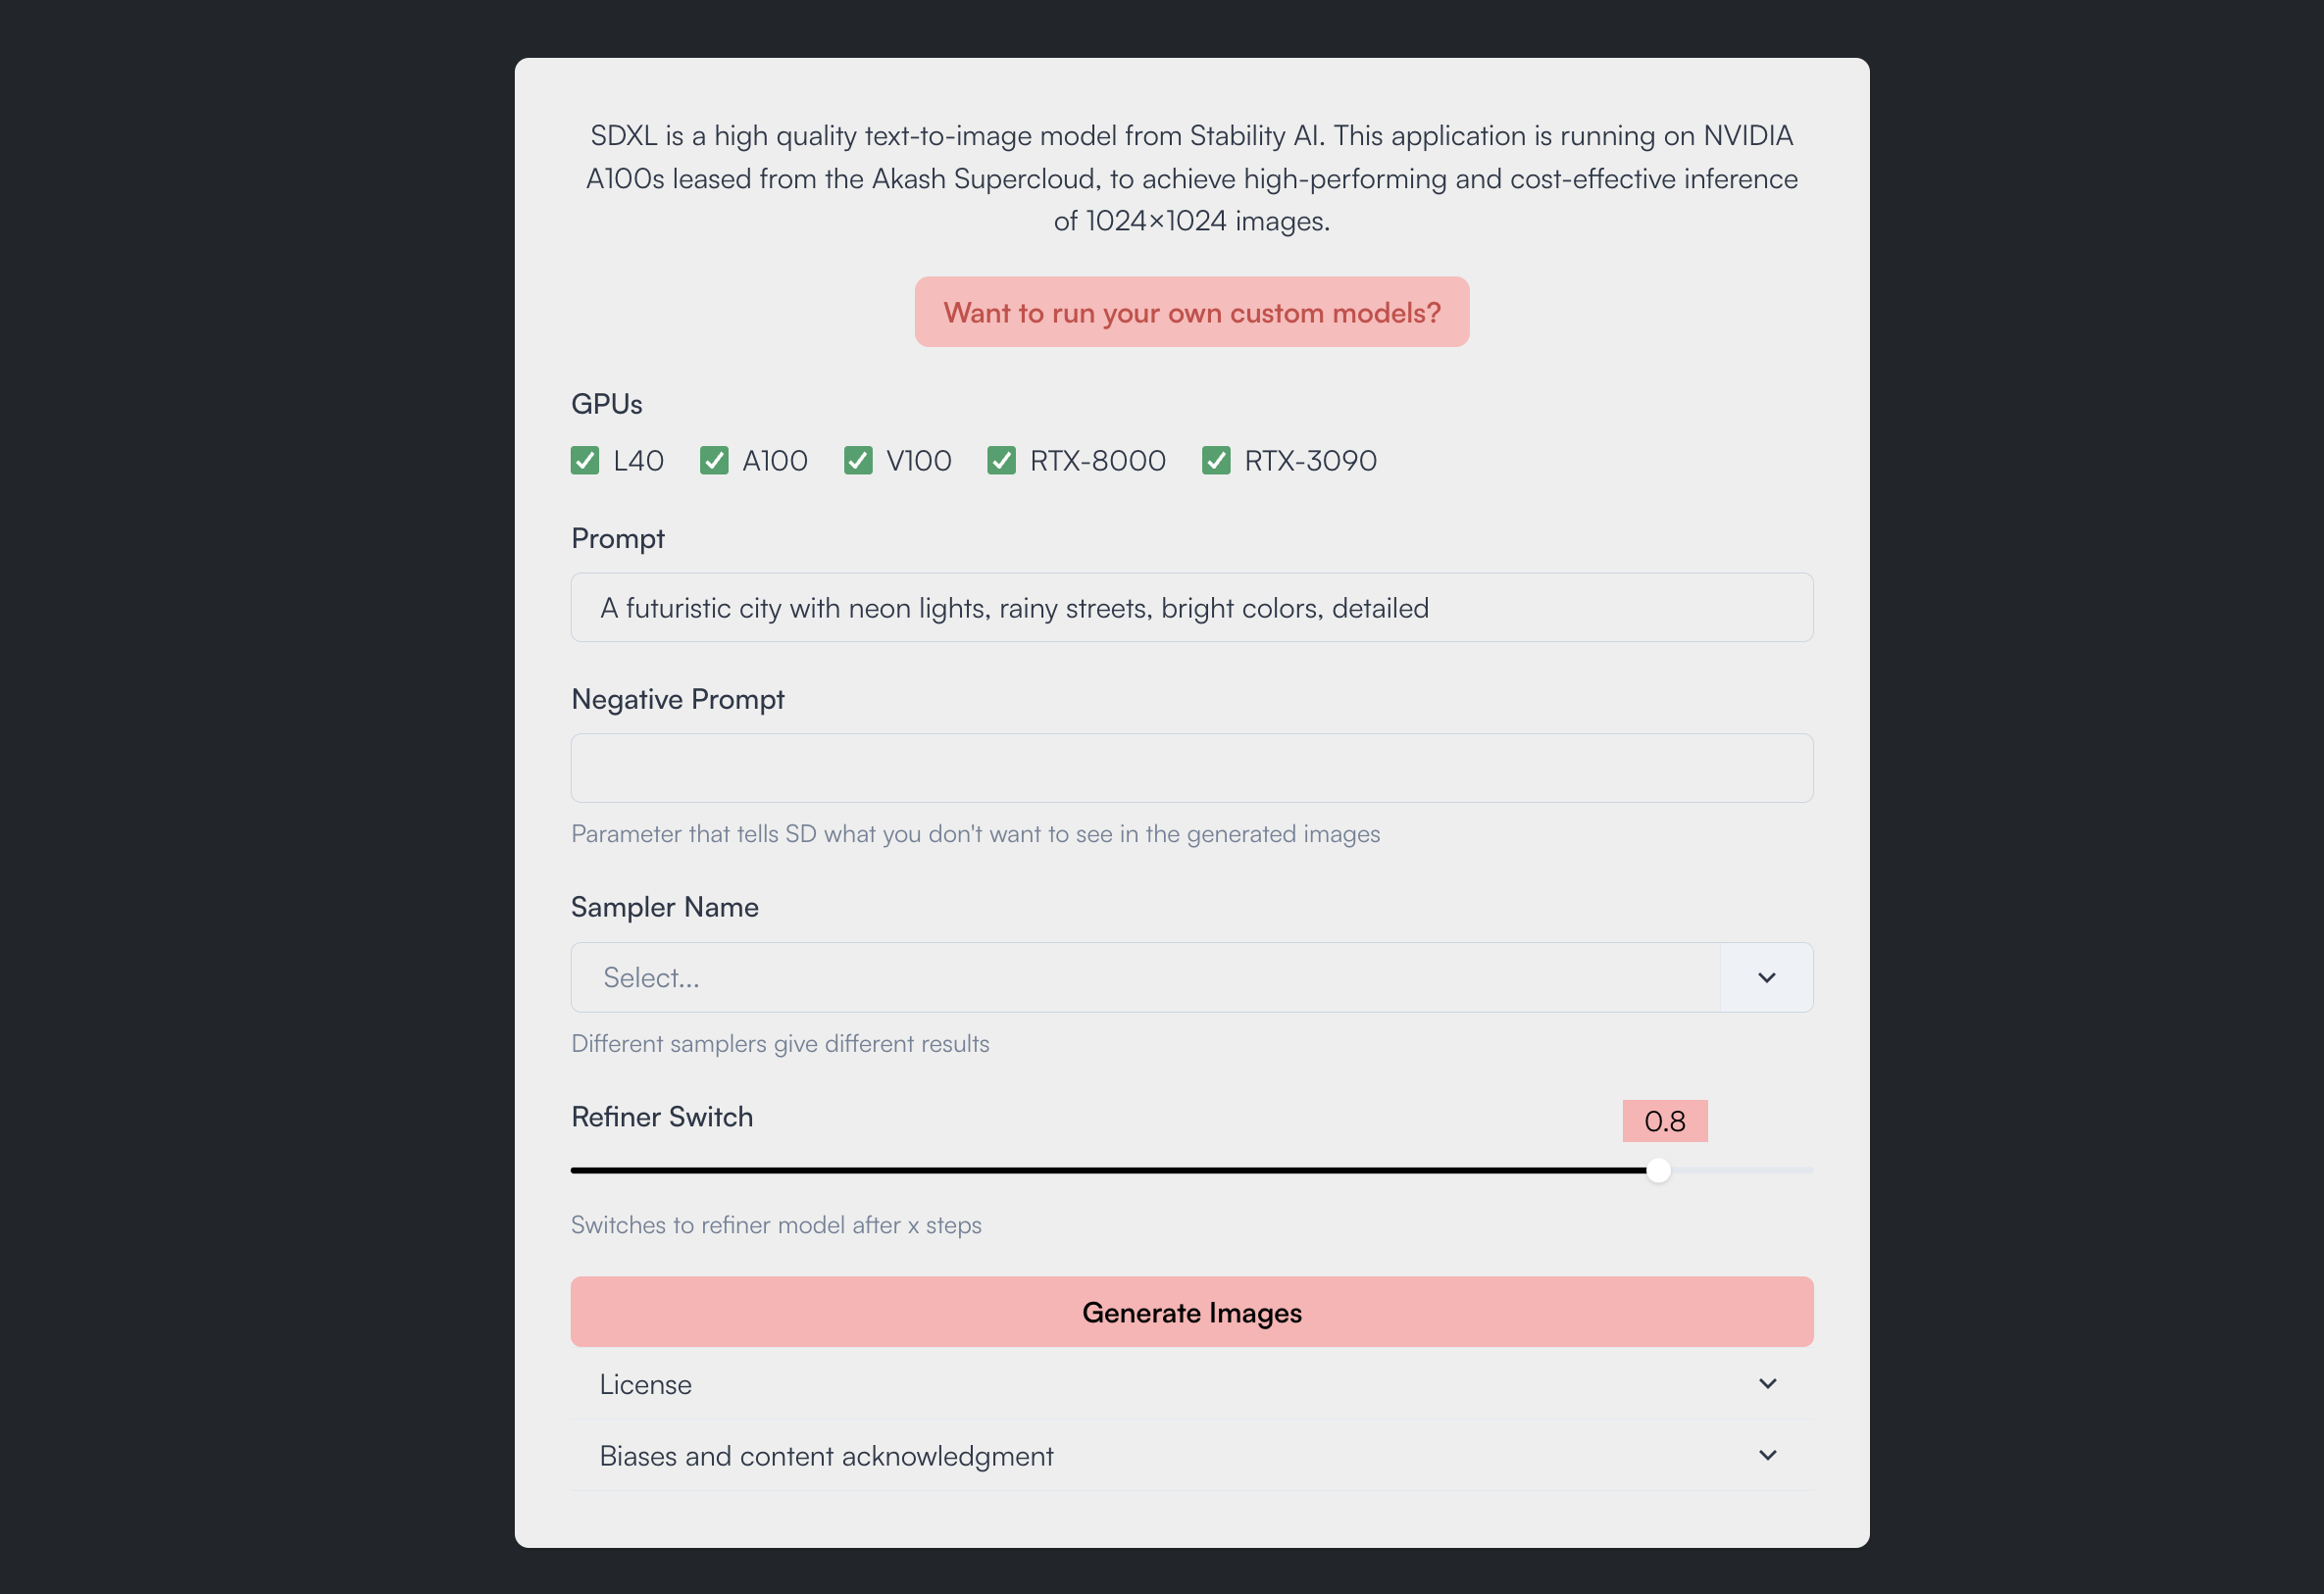 SDXL is a high quality text-to-image model from Stability AI. This application is running on NVIDIA
A100s leased from the Akash Supercloud, to achieve high-performing and cost-effective inference
of 1024×1024 images.
Want to run your own custom models?
GPUs
L40 A100 V100 RTX-8000 RTX-3090
Prompt
A futuristic city with neon lights, rainy streets, bright colors, detailed
Negative Prompt
Parameter that tells SD what you don't want to see in the generated images
Sampler Name
Select...
Different samplers give different results
Refiner Switch
0.8
Switches to refiner model after x steps
Generate Images
License
Biases and content acknowledgment